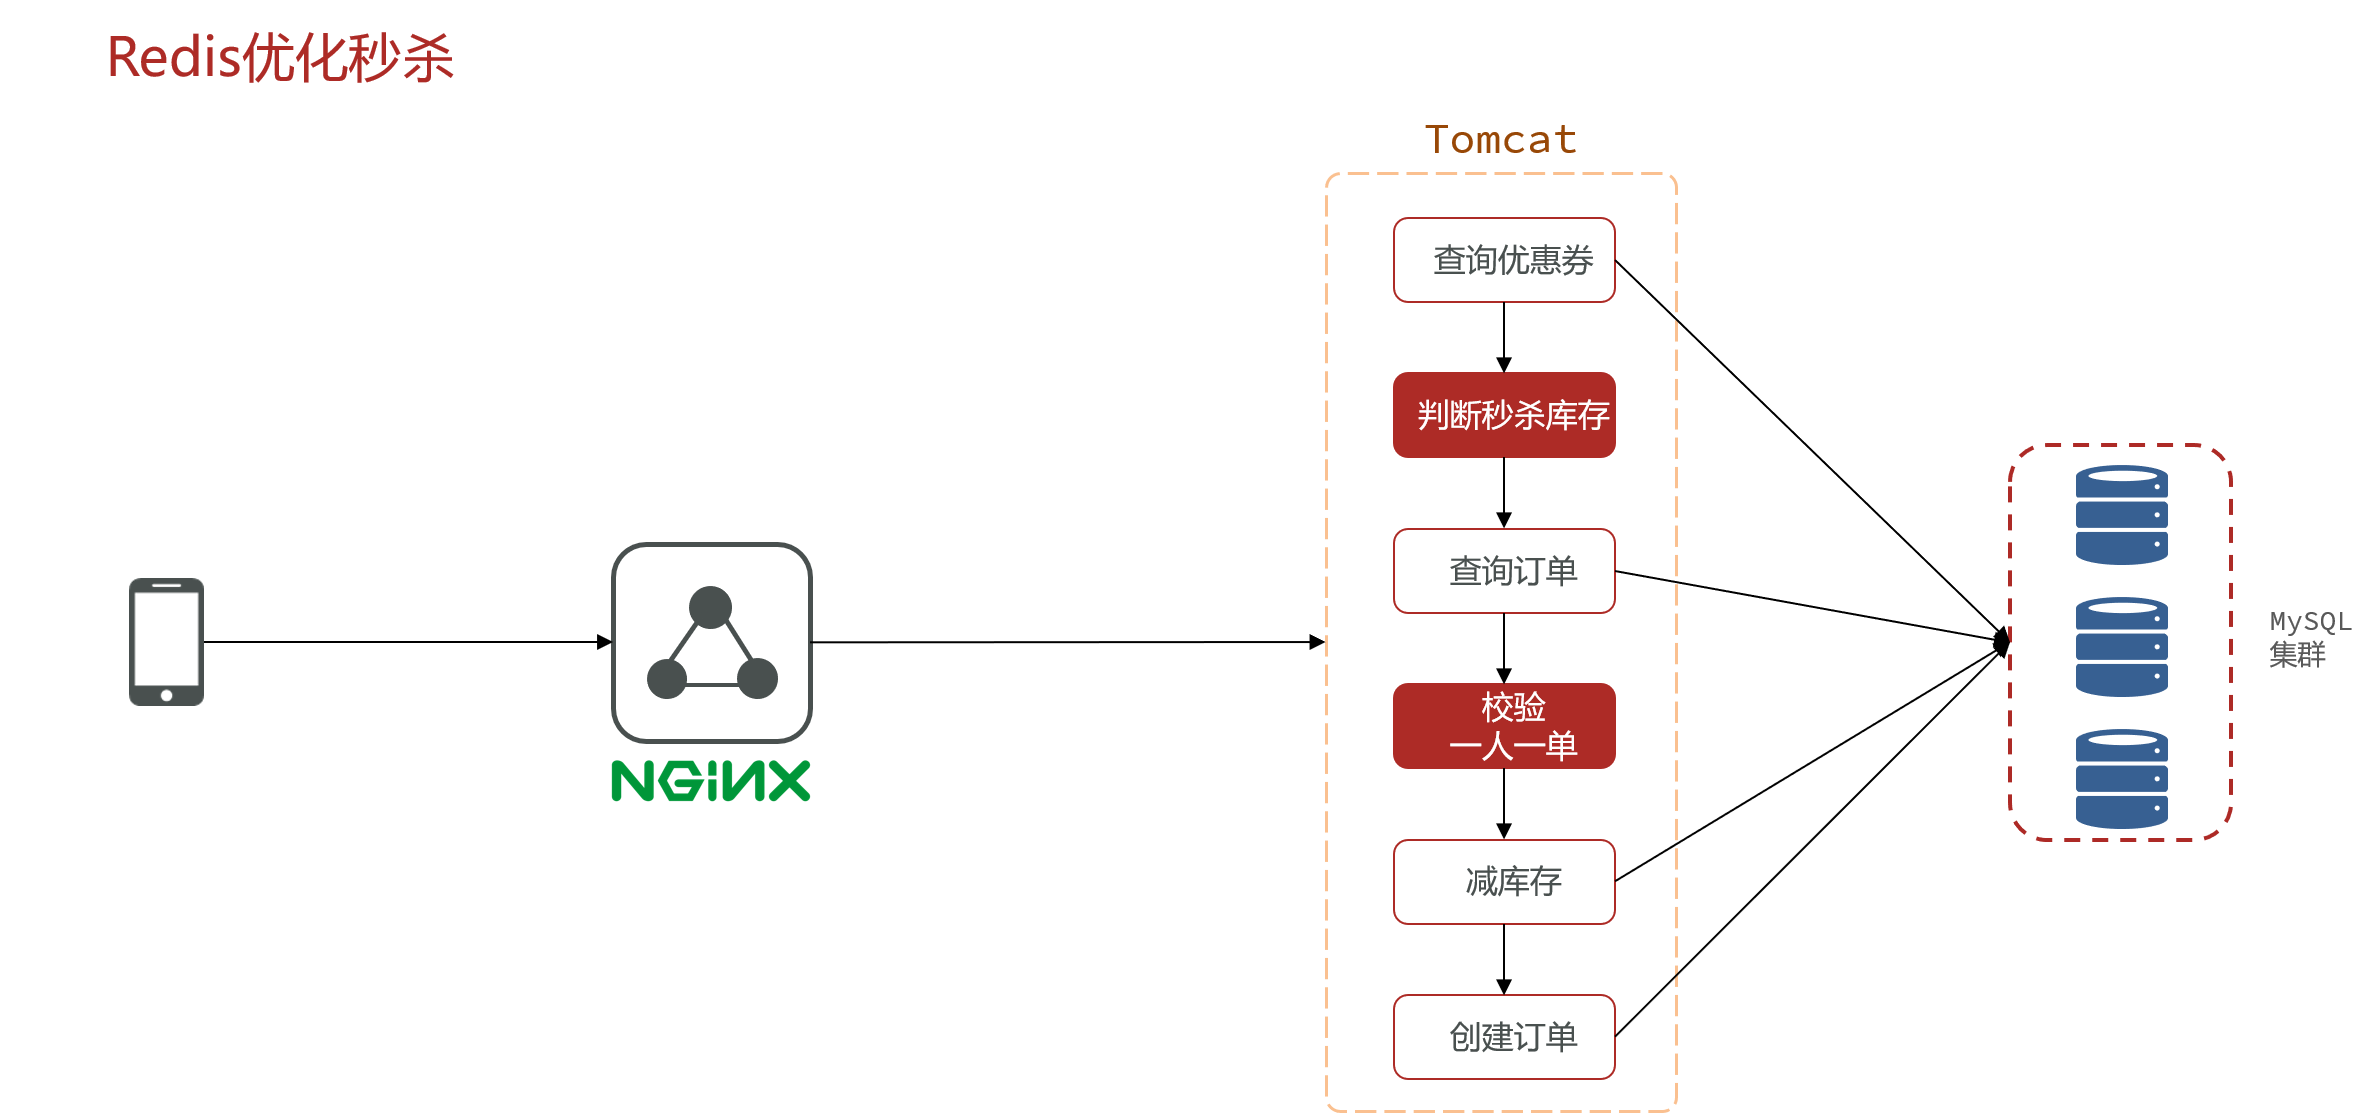 Redis优化秒杀
Tomcat
查询优惠券
判断秒杀库存
查询订单
校验
一人一单
减库存
创建订单
NGiNX
MySQL
集群